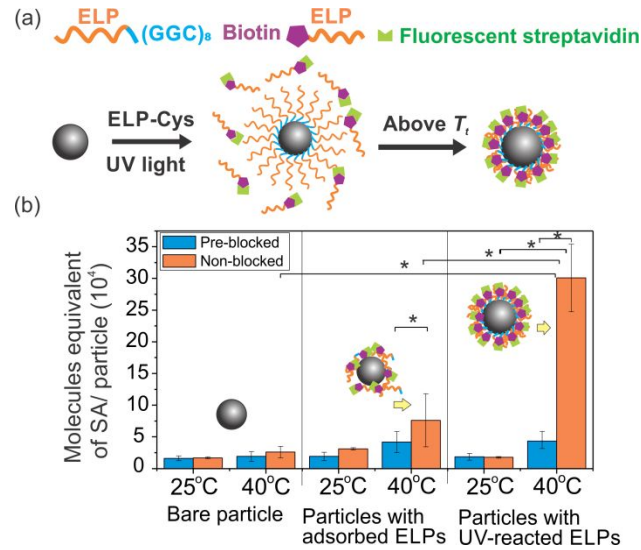 (a)
ELP
(GGC)₈
Biotin
ELP
Fluorescent streptavidin
ELP-Cys
UV light
Above Tt
(b)
Molecules equivalent
of SA/ particle (10⁴)
Pre-blocked
Non-blocked
*
*
*
*
*
*
35
30
25
20
15
10
5
0
25°C
40°C
25°C
40°C
25°C
40°C
Bare particle
Particles with
adsorbed ELPs
Particles with
UV-reacted ELPs